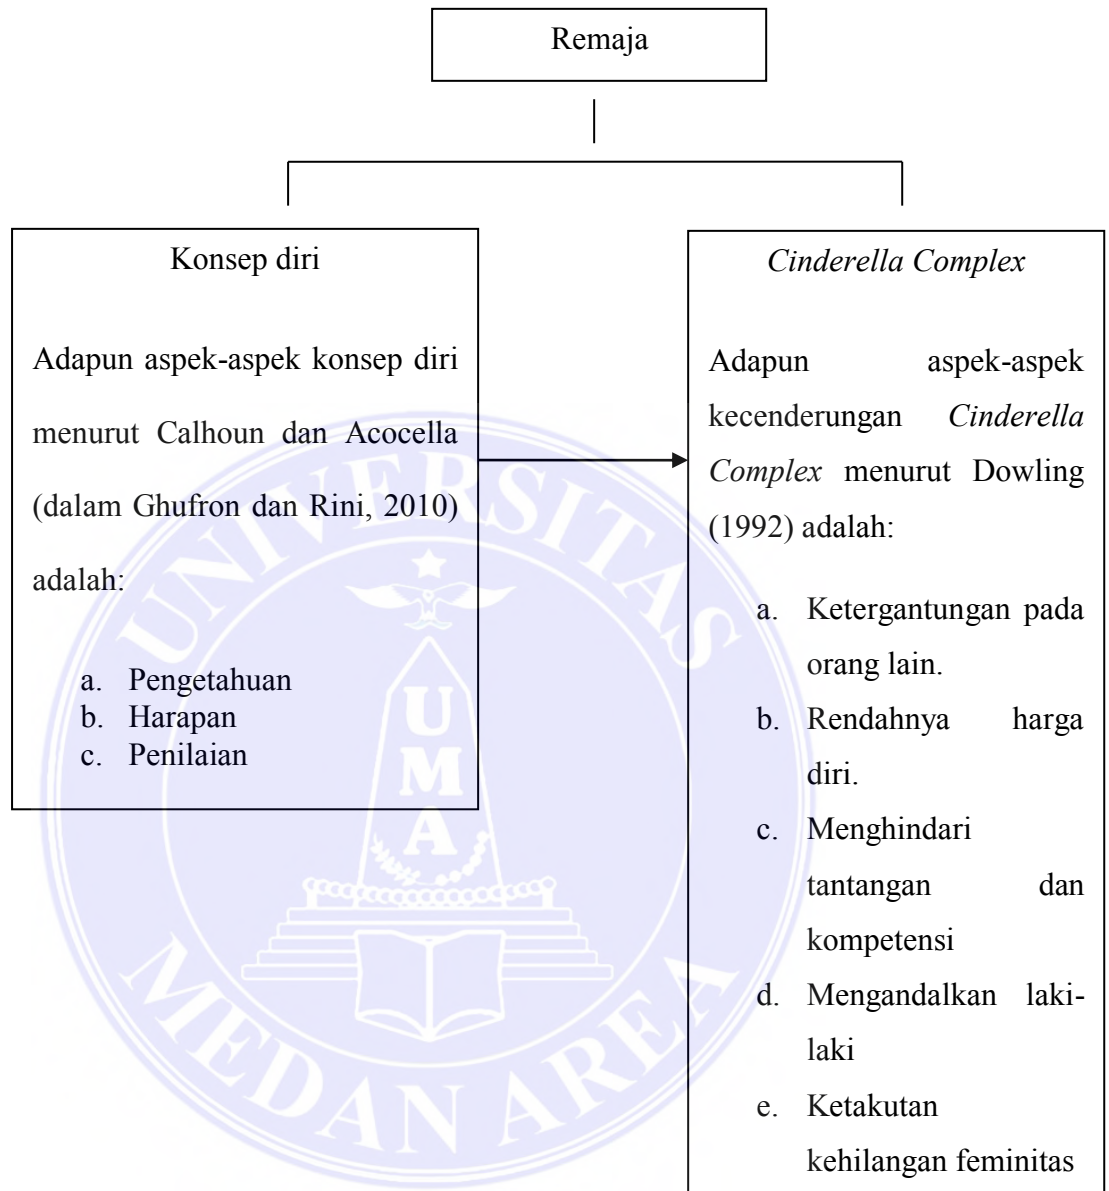 Remaja
Konsep diri
Adapun aspek-aspek konsep diri
menurut Calhoun dan Acocella
(dalam Ghufron dan Rini, 2010)
adalah:
a. Pengetahuan
b. Harapan
c. Penilaian
Cinderella Complex
Adapun aspek-aspek
kecenderungan Cinderella
Complex menurut Dowling
(1992) adalah:
a. Ketergantungan pada
orang lain.
b. Rendahnya harga
diri.
c. Menghindari
tantangan dan
kompetensi
d. Mengandalkan laki-
laki
e. Ketakutan
kehilangan feminitas
UNIVERSITAS
UMA
MEDAN AREA